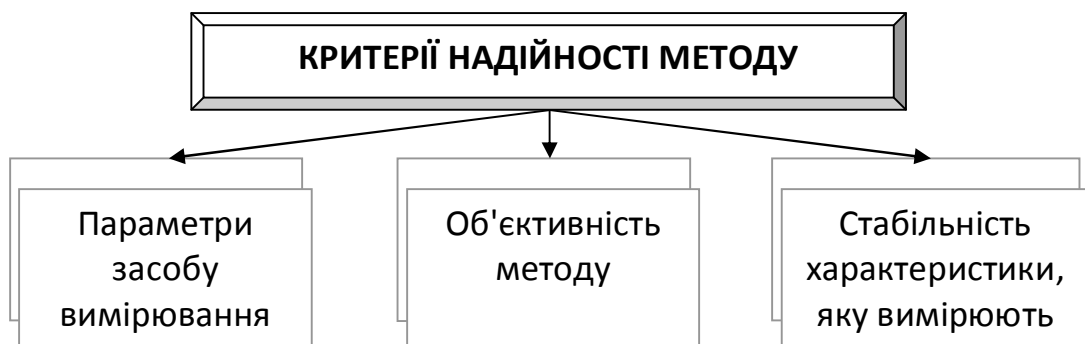 КРИТЕРІЇ НАДІЙНОСТІ МЕТОДУ
Параметри
засобу
вимірювання
Об'єктивність
методу
Стабільність
характеристики,
яку вимірюють